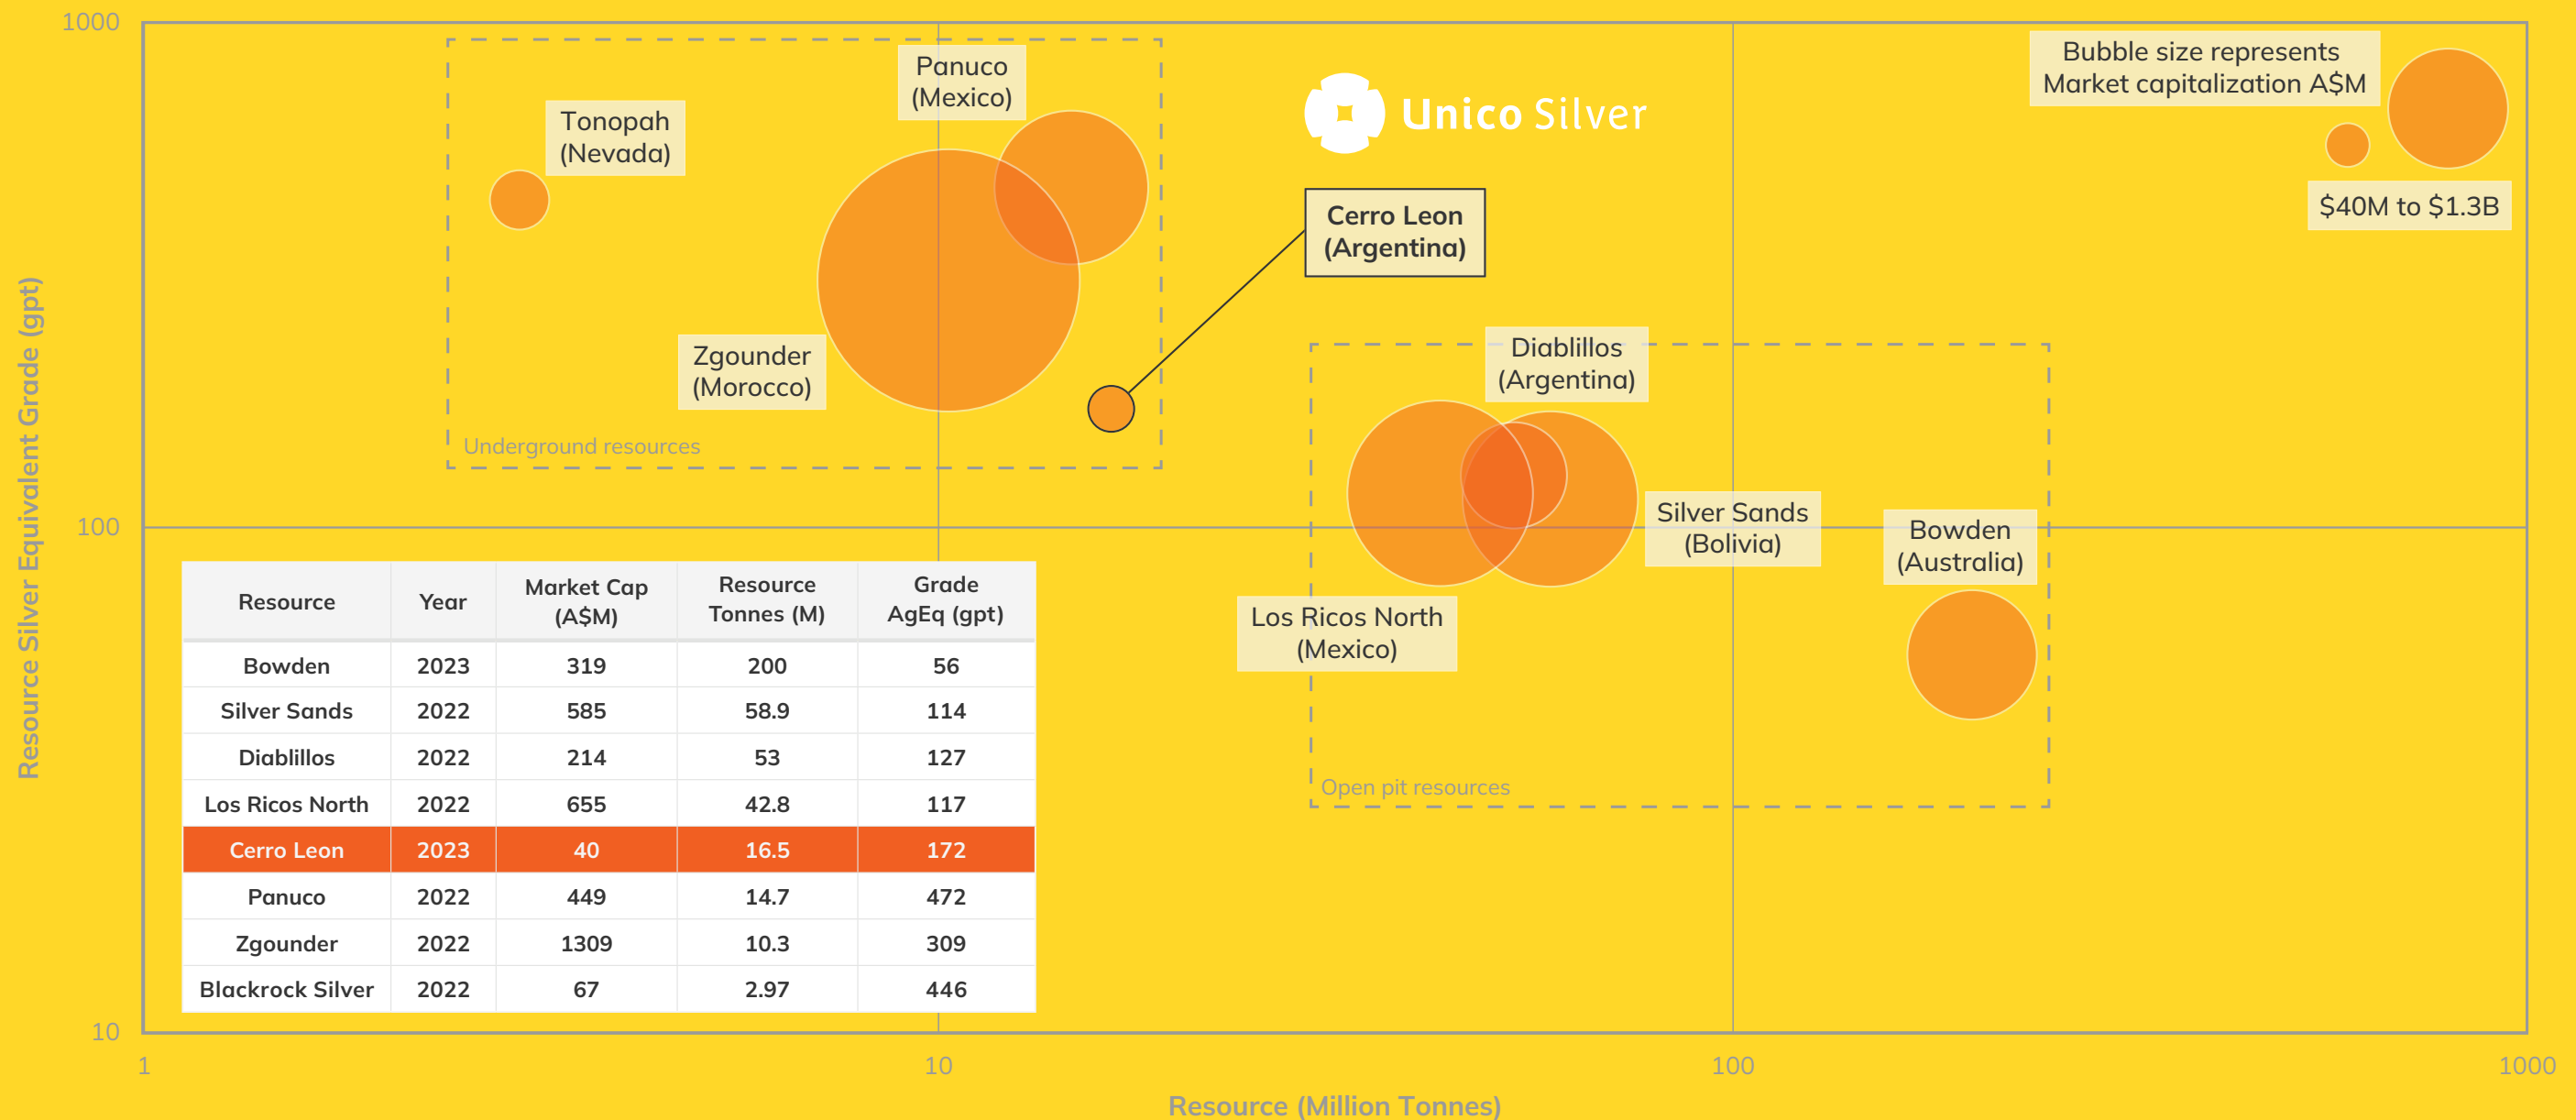 1000
100
10
Resource Silver Equivalent Grade (gpt)
Tonopah
(Nevada)
Panuco
(Mexico)
Zgounder
(Morocco)
Underground resources
Unico Silver
Cerro Leon
(Argentina)
Bubble size represents
Market capitalization A$M
$40M to $1.3B
Diablillos
(Argentina)
Silver Sands
(Bolivia)
Bowden
(Australia)
Los Ricos North
(Mexico)
Open pit resources
Resource Year Market Cap (A$M) Resource Tonnes (M) Grade AgEq (gpt)
Bowden 2023 319 200 56
Silver Sands 2022 585 58.9 114
Diablillos 2022 214 53 127
Los Ricos North 2022 655 42.8 117
Cerro Leon 2023 40 16.5 172
Panuco 2022 449 14.7 472
Zgounder 2022 1309 10.3 309
Blackrock Silver 2022 67 2.97 446
1 10 100 1000
Resource (Million Tonnes)